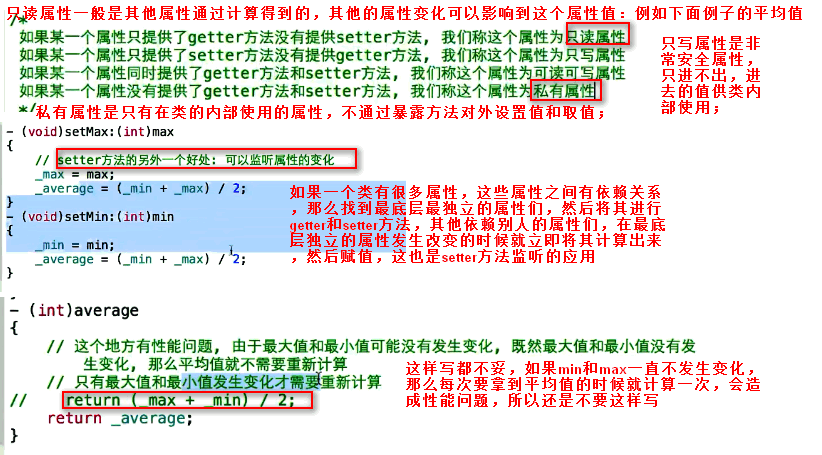 只读属性一般是其他属性通过计算得到的，其他的属性变化可以影响到这个属性值：例如下面例子的平均值
/*
如果某一个属性只提供了getter方法没有提供setter方法, 我们称这个属性为只读属性
如果某一个属性只提供了setter方法没有提供getter方法, 我们称这个属性为只写属性
如果某一个属性同时提供了getter方法和setter方法, 我们称这个属性为可读可写属性
如果某一个属性没有提供了getter方法和setter方法, 我们称这个属性为私有属性
只写属性是非
常安全属性，
只进不出，进
去的值供类内
部使用；
*/私有属性是只有在类的内部使用的属性，不通过暴露方法对外设置值和取值；
- (void)setMax:(int)max
{
// setter方法的另外一个好处: 可以监听属性的变化
_max = max;
_average = (_min + _max) / 2;
}
- (void)setMin:(int)min
{
_min = min;
_average = (_min + _max) / 2;
}
如果一个类有很多属性，这些属性之间有依赖关系
，那么找到最底层最独立的属性们，然后将其进行
getter和setter方法，其他依赖别人的属性们，在最底
层独立的属性发生改变的时候就立即将其计算出来
，然后赋值，这也是setter方法监听的应用
- (int)average
{
// 这个地方有性能问题, 由于最大值和最小值可能没有发生变化, 既然最大值和最小值没有发
生变化, 那么平均值就不需要重新计算
// 只有最大值和最小值发生变化才需要重新计算
// return (_max + _min) / 2;
return _average;
}
这样写都不妥，如果min和max一直不发生变化，
那么每次要拿到平均值的时候就计算一次，会造
成性能问题，所以还是不要这样写